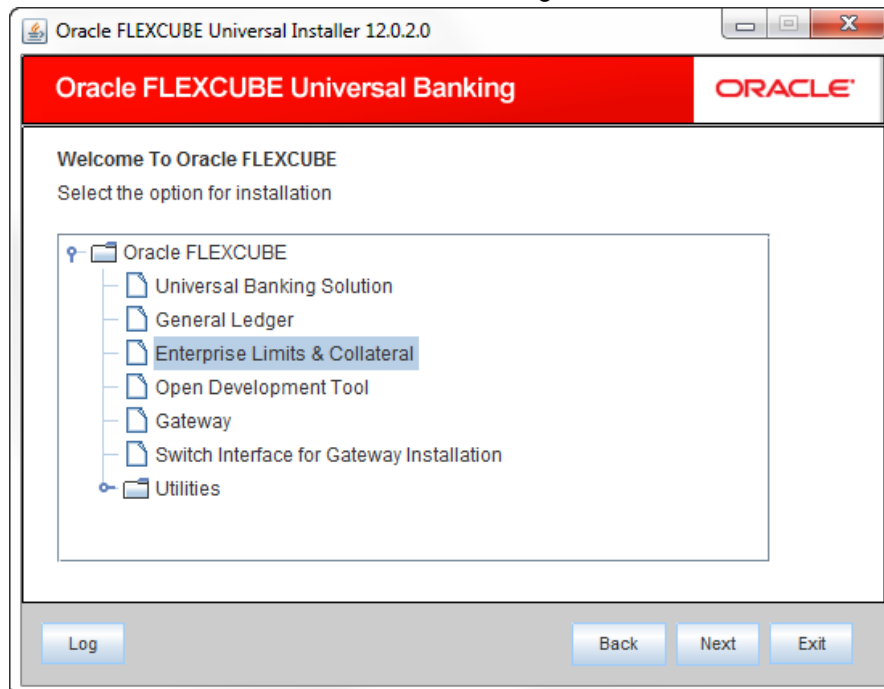 Oracle FLEXCUBE Universal Installer 12.0.2.0
Oracle FLEXCUBE Universal Banking
ORACLE
Welcome To Oracle FLEXCUBE
Select the option for installation
Oracle FLEXCUBE
Universal Banking Solution
General Ledger
Enterprise Limits & Collateral
Open Development Tool
Gateway
Switch Interface for Gateway Installation
Utilities
Log Back Next Exit